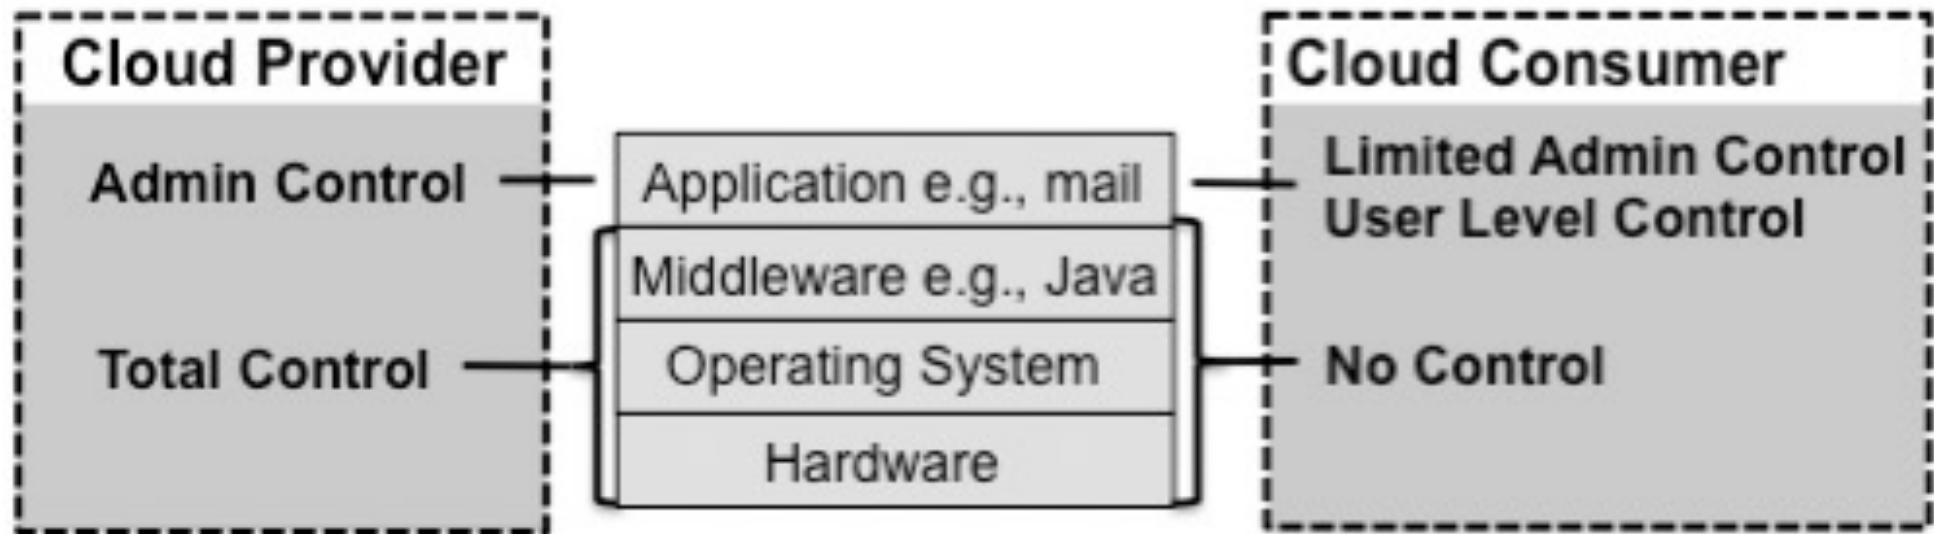 Cloud Provider
Admin Control
Total Control
Application e.g., mail
Middleware e.g., Java
Operating System
Hardware
Cloud Consumer
Limited Admin Control
User Level Control
No Control